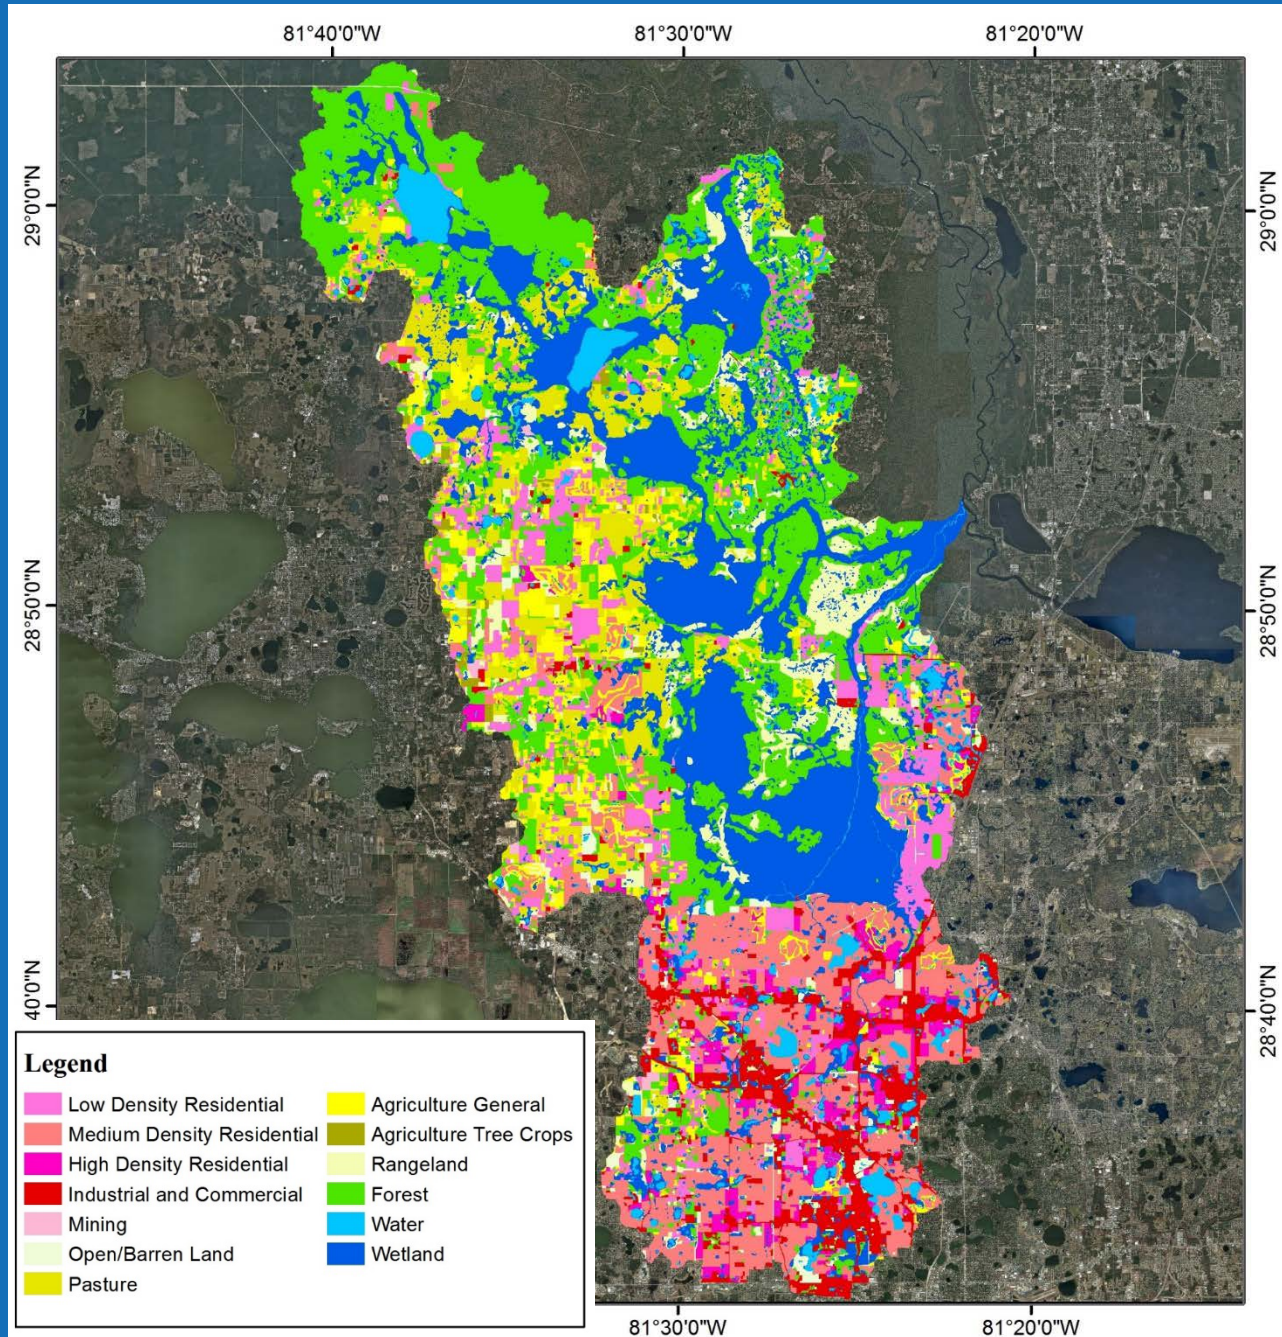 81°40'0"W 81°30'0"W 81°20'0"W
29°0'0"N 29°0'0"N
28°50'0"N 28°50'0"N
28°40'0"N
40'0"N
Legend
Low Density Residential
Medium Density Residential
High Density Residential
Industrial and Commercial
Mining
Open/Barren Land
Pasture
Agriculture General
Agriculture Tree Crops
Rangeland
Forest
Water
Wetland
81°30'0"W 81°20'0"W